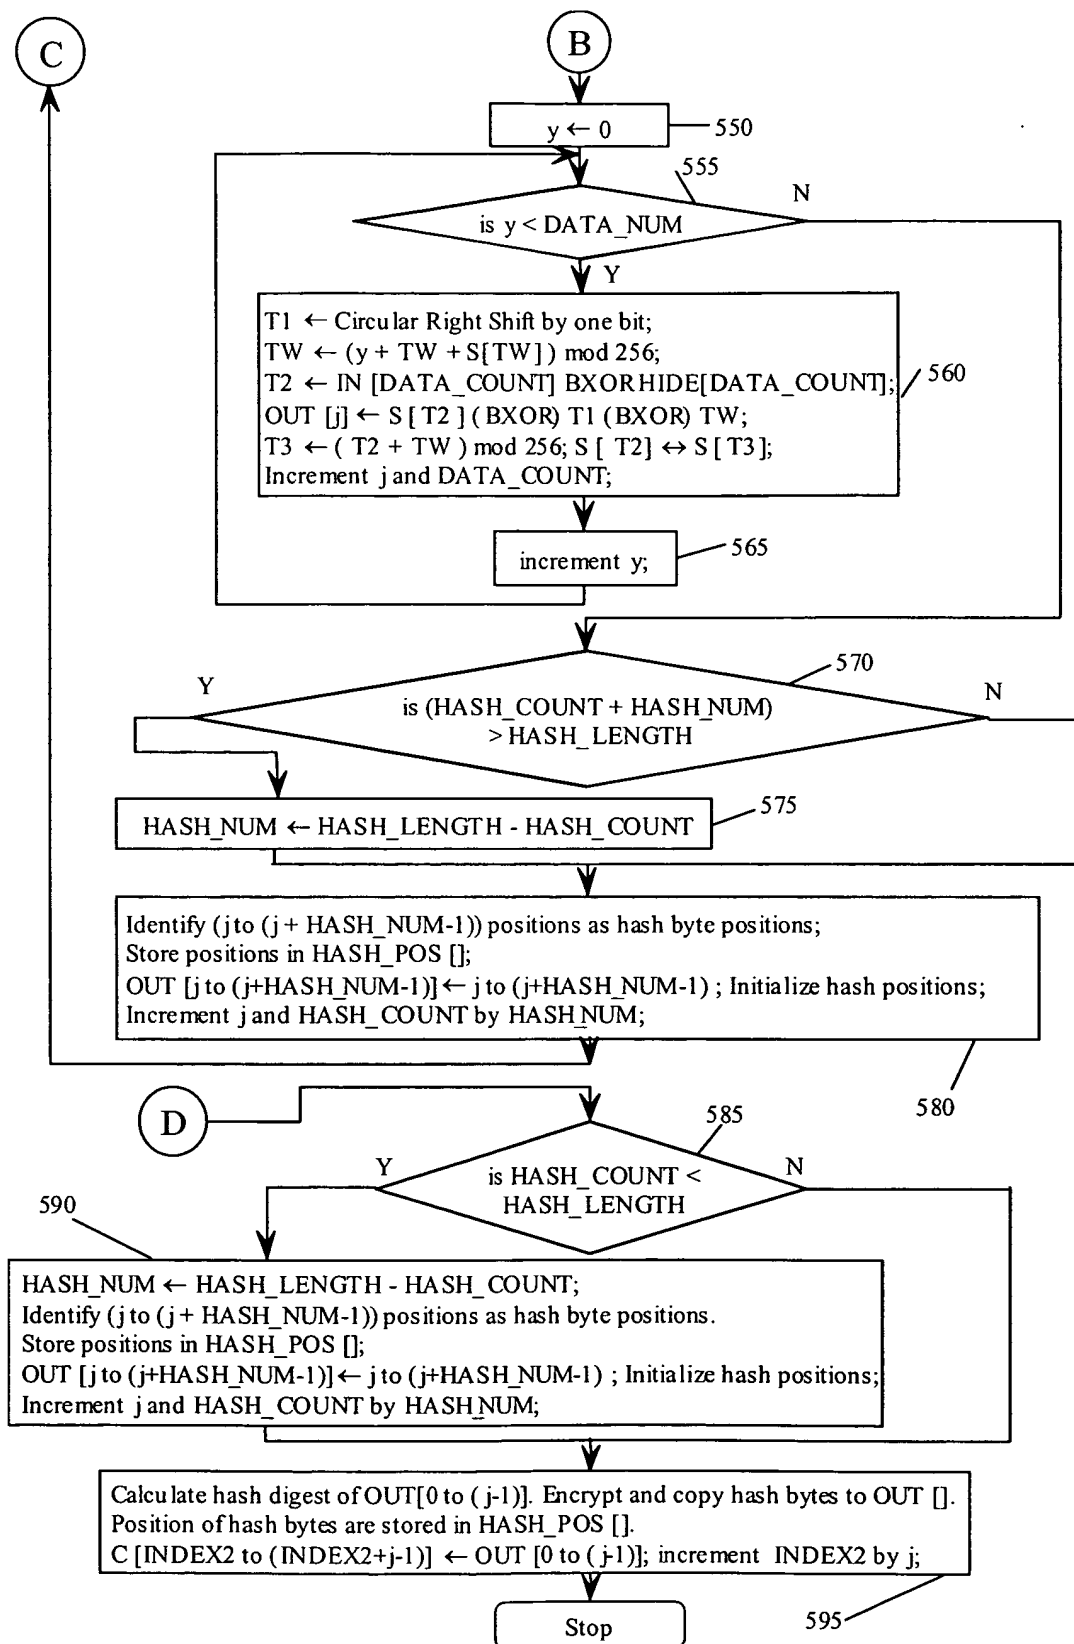 C
B
y ← 0
550
555
N
is y < DATA_NUM
Y
T1 ← Circular Right Shift by one bit;
TW ← (y + TW + S[TW]) mod 256;
T2 ← IN [DATA_COUNT] BXORHIDE[DATA_COUNT];
560
OUT [j] ← S [ T2 ] ( BXOR) T1 (BXOR) TW;
T3 ← ( T2 + TW ) mod 256; S [ T2] ↔ S [ T3];
Increment j and DATA_COUNT;
increment y;
565
570
Y
N
is (HASH_COUNT + HASH_NUM)
> HASH_LENGTH
575
HASH_NUM ← HASH_LENGTH - HASH_COUNT
Identify (j to (j + HASH_NUM-1)) positions as hash byte positions;
Store positions in HASH_POS [];
OUT [j to (j+HASH_NUM-1)] ← j to (j+HASH_NUM-1) ; Initialize hash positions;
Increment j and HASH_COUNT by HASH_NUM;
580
D
585
Y
N
is HASH_COUNT <
HASH_LENGTH
590
HASH_NUM ← HASH_LENGTH - HASH_COUNT;
Identify (j to (j + HASH_NUM-1)) positions as hash byte positions.
Store positions in HASH_POS [];
OUT [j to (j+HASH_NUM-1)] ← j to (j+HASH_NUM-1) ; Initialize hash positions;
Increment j and HASH_COUNT by HASH_NUM;
Calculate hash digest of OUT[0 to ( j-1)]. Encrypt and copy hash bytes to OUT [].
Position of hash bytes are stored in HASH_POS [].
C [INDEX2 to (INDEX2+j-1)] ← OUT [0 to ( j-1)]; increment INDEX2 by j;
595
Stop